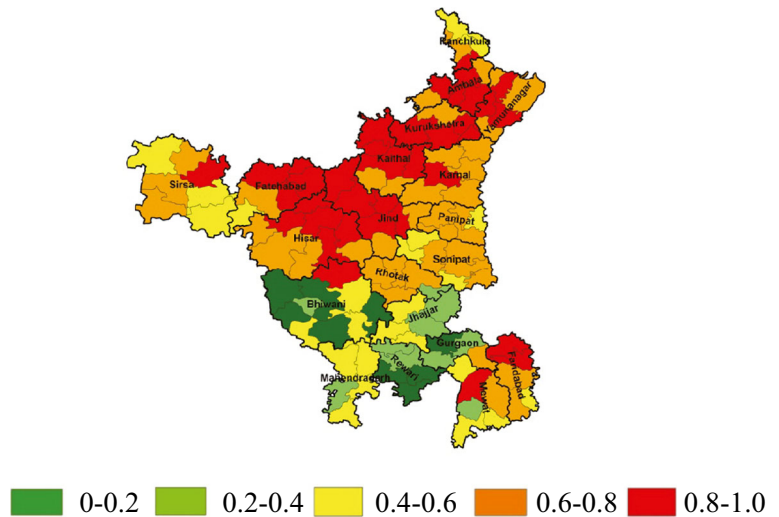 Panchkula
Ambala
Yamunanagar
Kurukshetra
Kaithal
Karnal
Sirsa
Fatehabad
Jind
Panipat
Hisar
Sonipat
Rhotak
Bhiwani
Jhajjar
Gurgaon
Rewari
Mahendragarh
Faridabad
Mewat
0-0.2 0.2-0.4 0.4-0.6 0.6-0.8 0.8-1.0